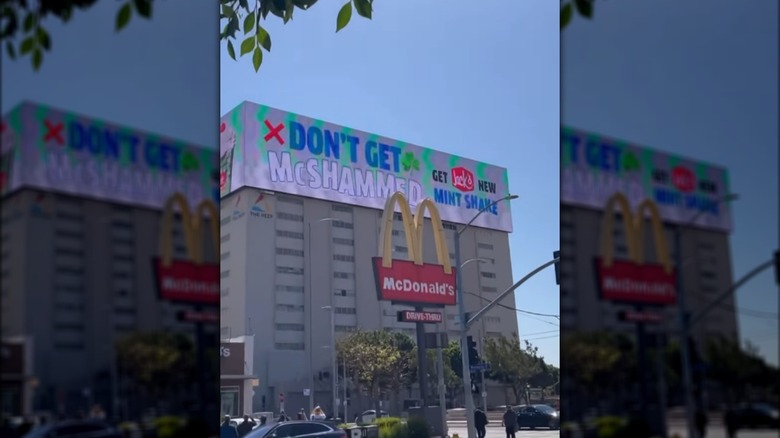 DON'T GET
McSHAMMED
GET Jack's NEW
MINT SHAKE
McDonald's
DRIVE-THRU